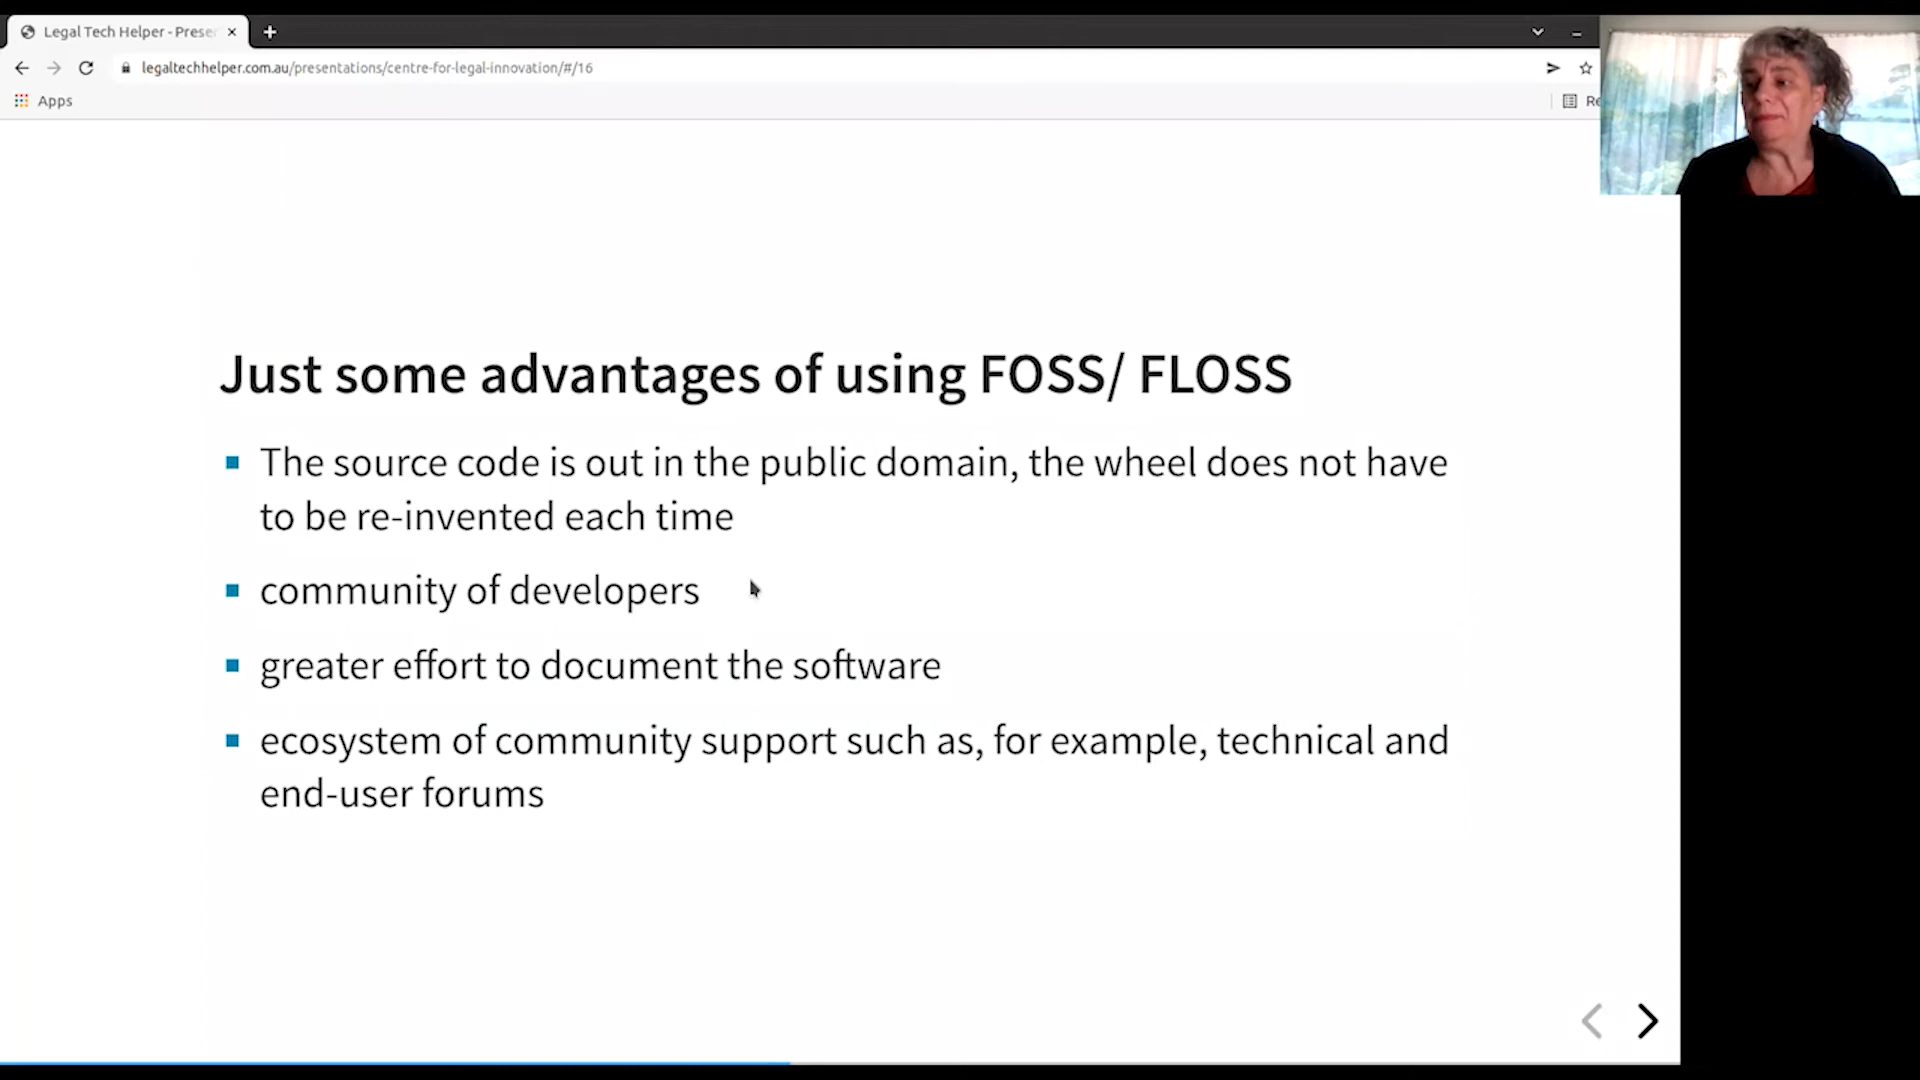 Legal Tech Helper - Prese
legaltechhelper.com.au/presentations/centre-for-legal-innovation/#/16
Apps
Re
Just some advantages of using FOSS/ FLOSS
The source code is out in the public domain, the wheel does not have
to be re-invented each time
community of developers
greater effort to document the software
ecosystem of community support such as, for example, technical and
end-user forums